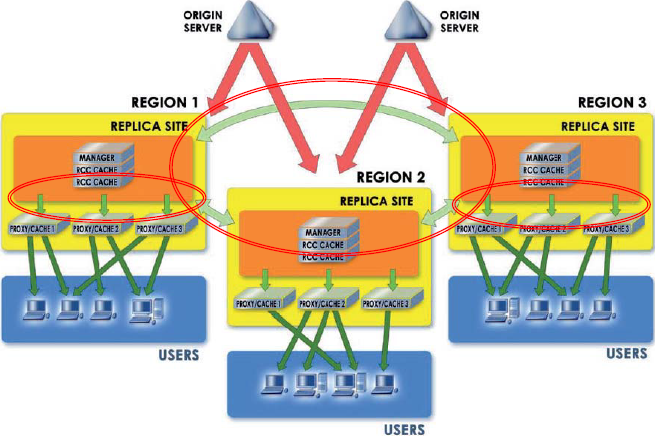 ORIGIN
SERVER
ORIGIN
SERVER
REGION 1
REPLICA SITE
MANAGER
RCC CACHE
RCC CACHE
PROXY/CACHE 1
PROXY/CACHE 2
PROXY/CACHE 3
USERS
REGION 2
REPLICA SITE
MANAGER
RCC CACHE
RCC CACHE
PROXY/CACHE 1
PROXY/CACHE 2
PROXY/CACHE 3
USERS
REGION 3
REPLICA SITE
MANAGER
RCC CACHE
RCC CACHE
PROXY/CACHE 1
PROXY/CACHE 2
PROXY/CACHE 3
USERS